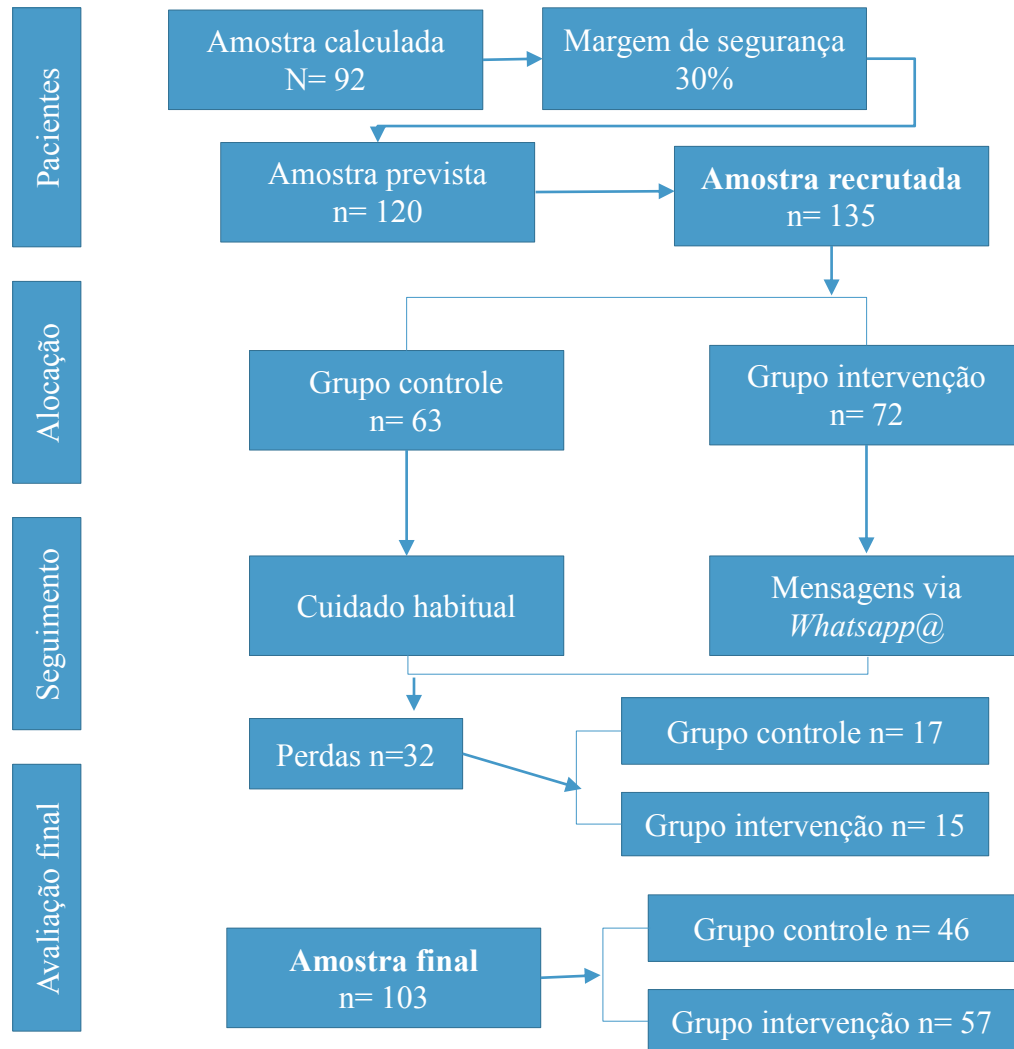 Pacientes
Amostra calculada
N= 92
Margem de segurança
30%
Amostra prevista
n= 120
Amostra recrutada
n= 135
Alocação
Grupo controle
n= 63
Grupo intervenção
n= 72
Seguimento
Cuidado habitual
Mensagens via
Whatsapp@
Perdas n=32
Grupo controle n= 17
Grupo intervenção n= 15
Avaliação final
Amostra final
n= 103
Grupo controle n= 46
Grupo intervenção n= 57